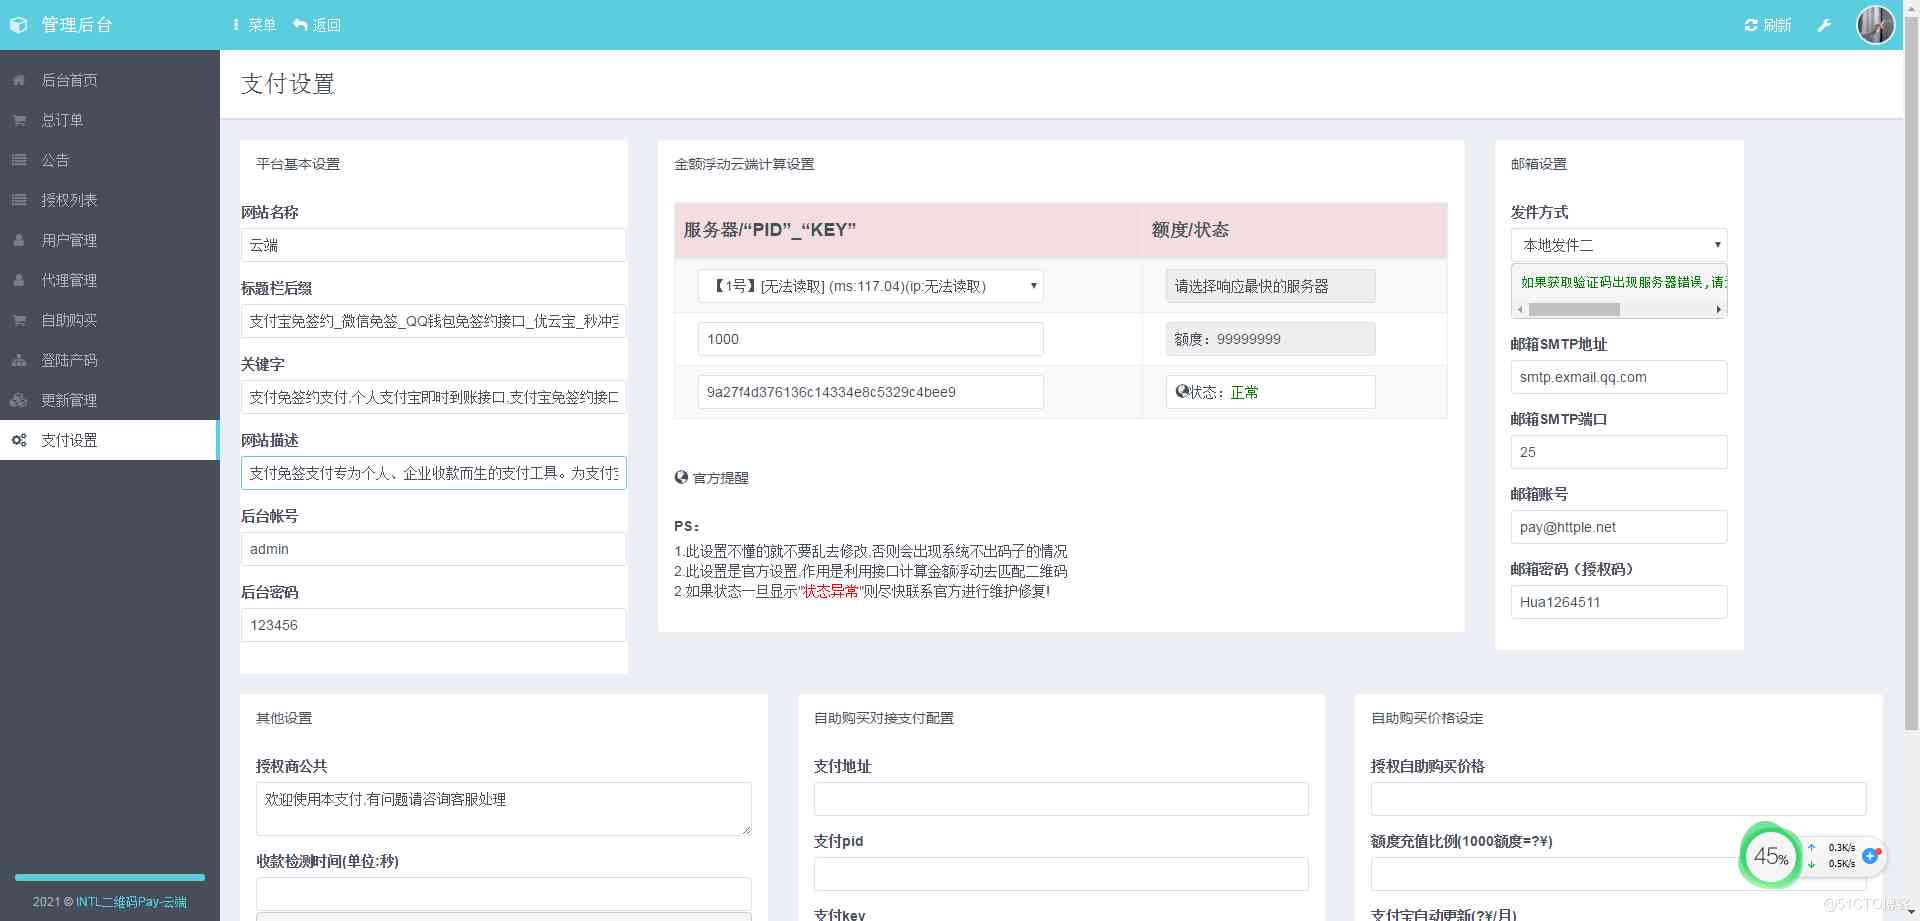 管理后台
菜单
返回
刷新
后台首页
总订单
公告
授权列表
用户管理
代理管理
自助购买
登陆产码
更新管理
支付设置
2021 © INTL二维码Pay-云端
支付设置
平台基本设置
网站名称
云端
标题栏后缀
支付宝免签约_微信免签_QQ钱包免签约接口_优云宝_秒冲宝
关键字
支付免签约支付,个人支付宝即时到账接口,支付宝免签约接口
网站描述
支付免签支付专为个人、企业收款而生的支付工具。为支付宝
后台帐号
admin
后台密码
123456
金额浮动云端计算设置
服务器/“PID”_“KEY”
额度/状态
【1号】[无法读取] (ms:117.04)(ip:无法读取)
请选择响应最快的服务器
1000
额度：99999999
9a27f4d376136c14334e8c5329c4bee9
状态：正常
官方提醒
PS：
1.此设置不懂的就不要乱去修改,否则会出现系统不出码子的情况
2.此设置是官方设置,作用是利用接口计算金额浮动去匹配二维码
2.如果状态一旦显示"状态异常"则尽快联系官方进行维护修复!
邮箱设置
发件方式
本地发件二
如果获取验证码出现服务器错误,请
邮箱SMTP地址
smtp.exmail.qq.com
邮箱SMTP端口
25
邮箱账号
pay@httple.net
邮箱密码（授权码）
Hua1264511
其他设置
授权商公共
欢迎使用本支付,有问题请咨询客服处理
收款检测时间(单位:秒)
自助购买对接支付配置
支付地址
支付pid
支付key
自助购买价格设定
授权自助购买价格
额度充值比例(1000额度=?¥)
支付宝自动更新(?¥/月)
45%
0.3K/s
0.5K/s
@51CTO博客